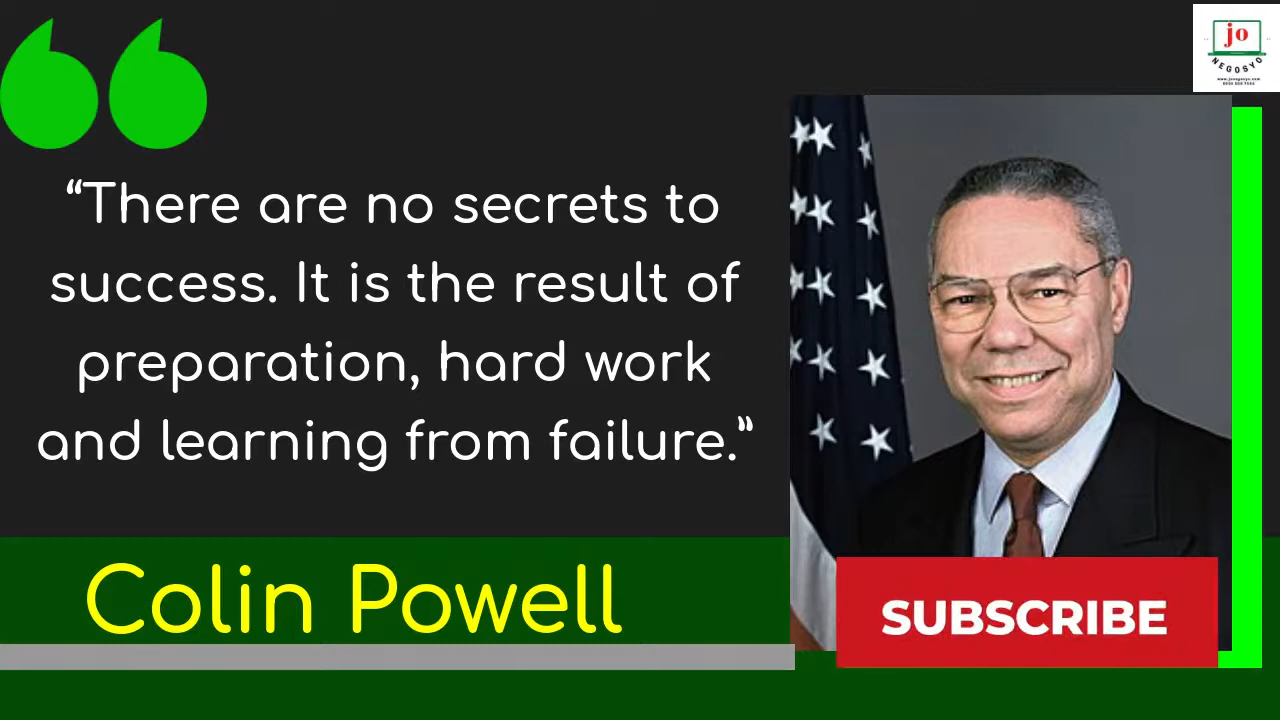 jo
NEGOSYO
“There are no secrets to
success. It is the result of
preparation, hard work
and learning from failure.”
Colin Powell
SUBSCRIBE